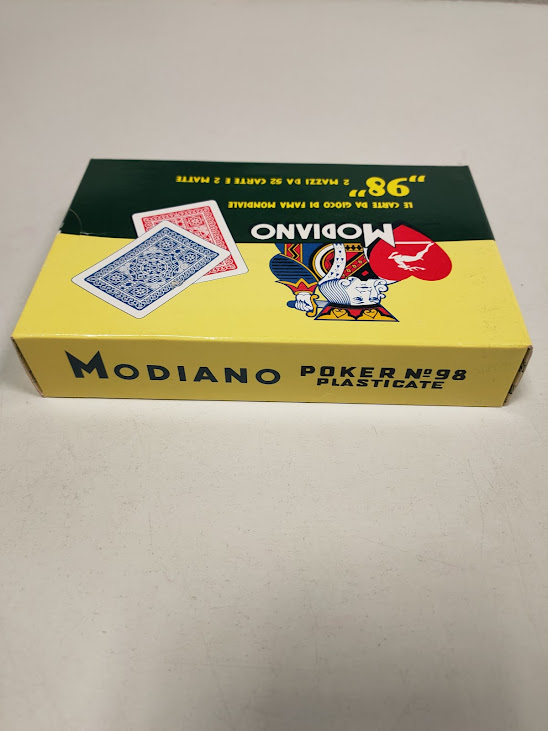 MODIANO
LE CARTE DA GIOCO DI FAMA MONDIALE
"98"
2 MAZZI DA 52 CARTE E 2 MATTE
MODIANO
POKER Nº98
PLASTICATE